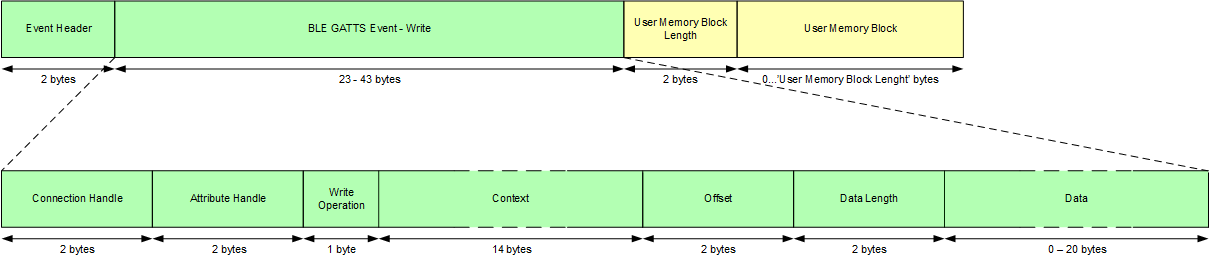 Event Header
BLE GATTS Event - Write
User Memory Block
Length
User Memory Block
2 bytes
23 - 43 bytes
2 bytes
0...'User Memory Block Lenght' bytes
Connection Handle
Attribute Handle
Write
Operation
Context
Offset
Data Length
Data
2 bytes
2 bytes
1 byte
14 bytes
2 bytes
2 bytes
0 – 20 bytes